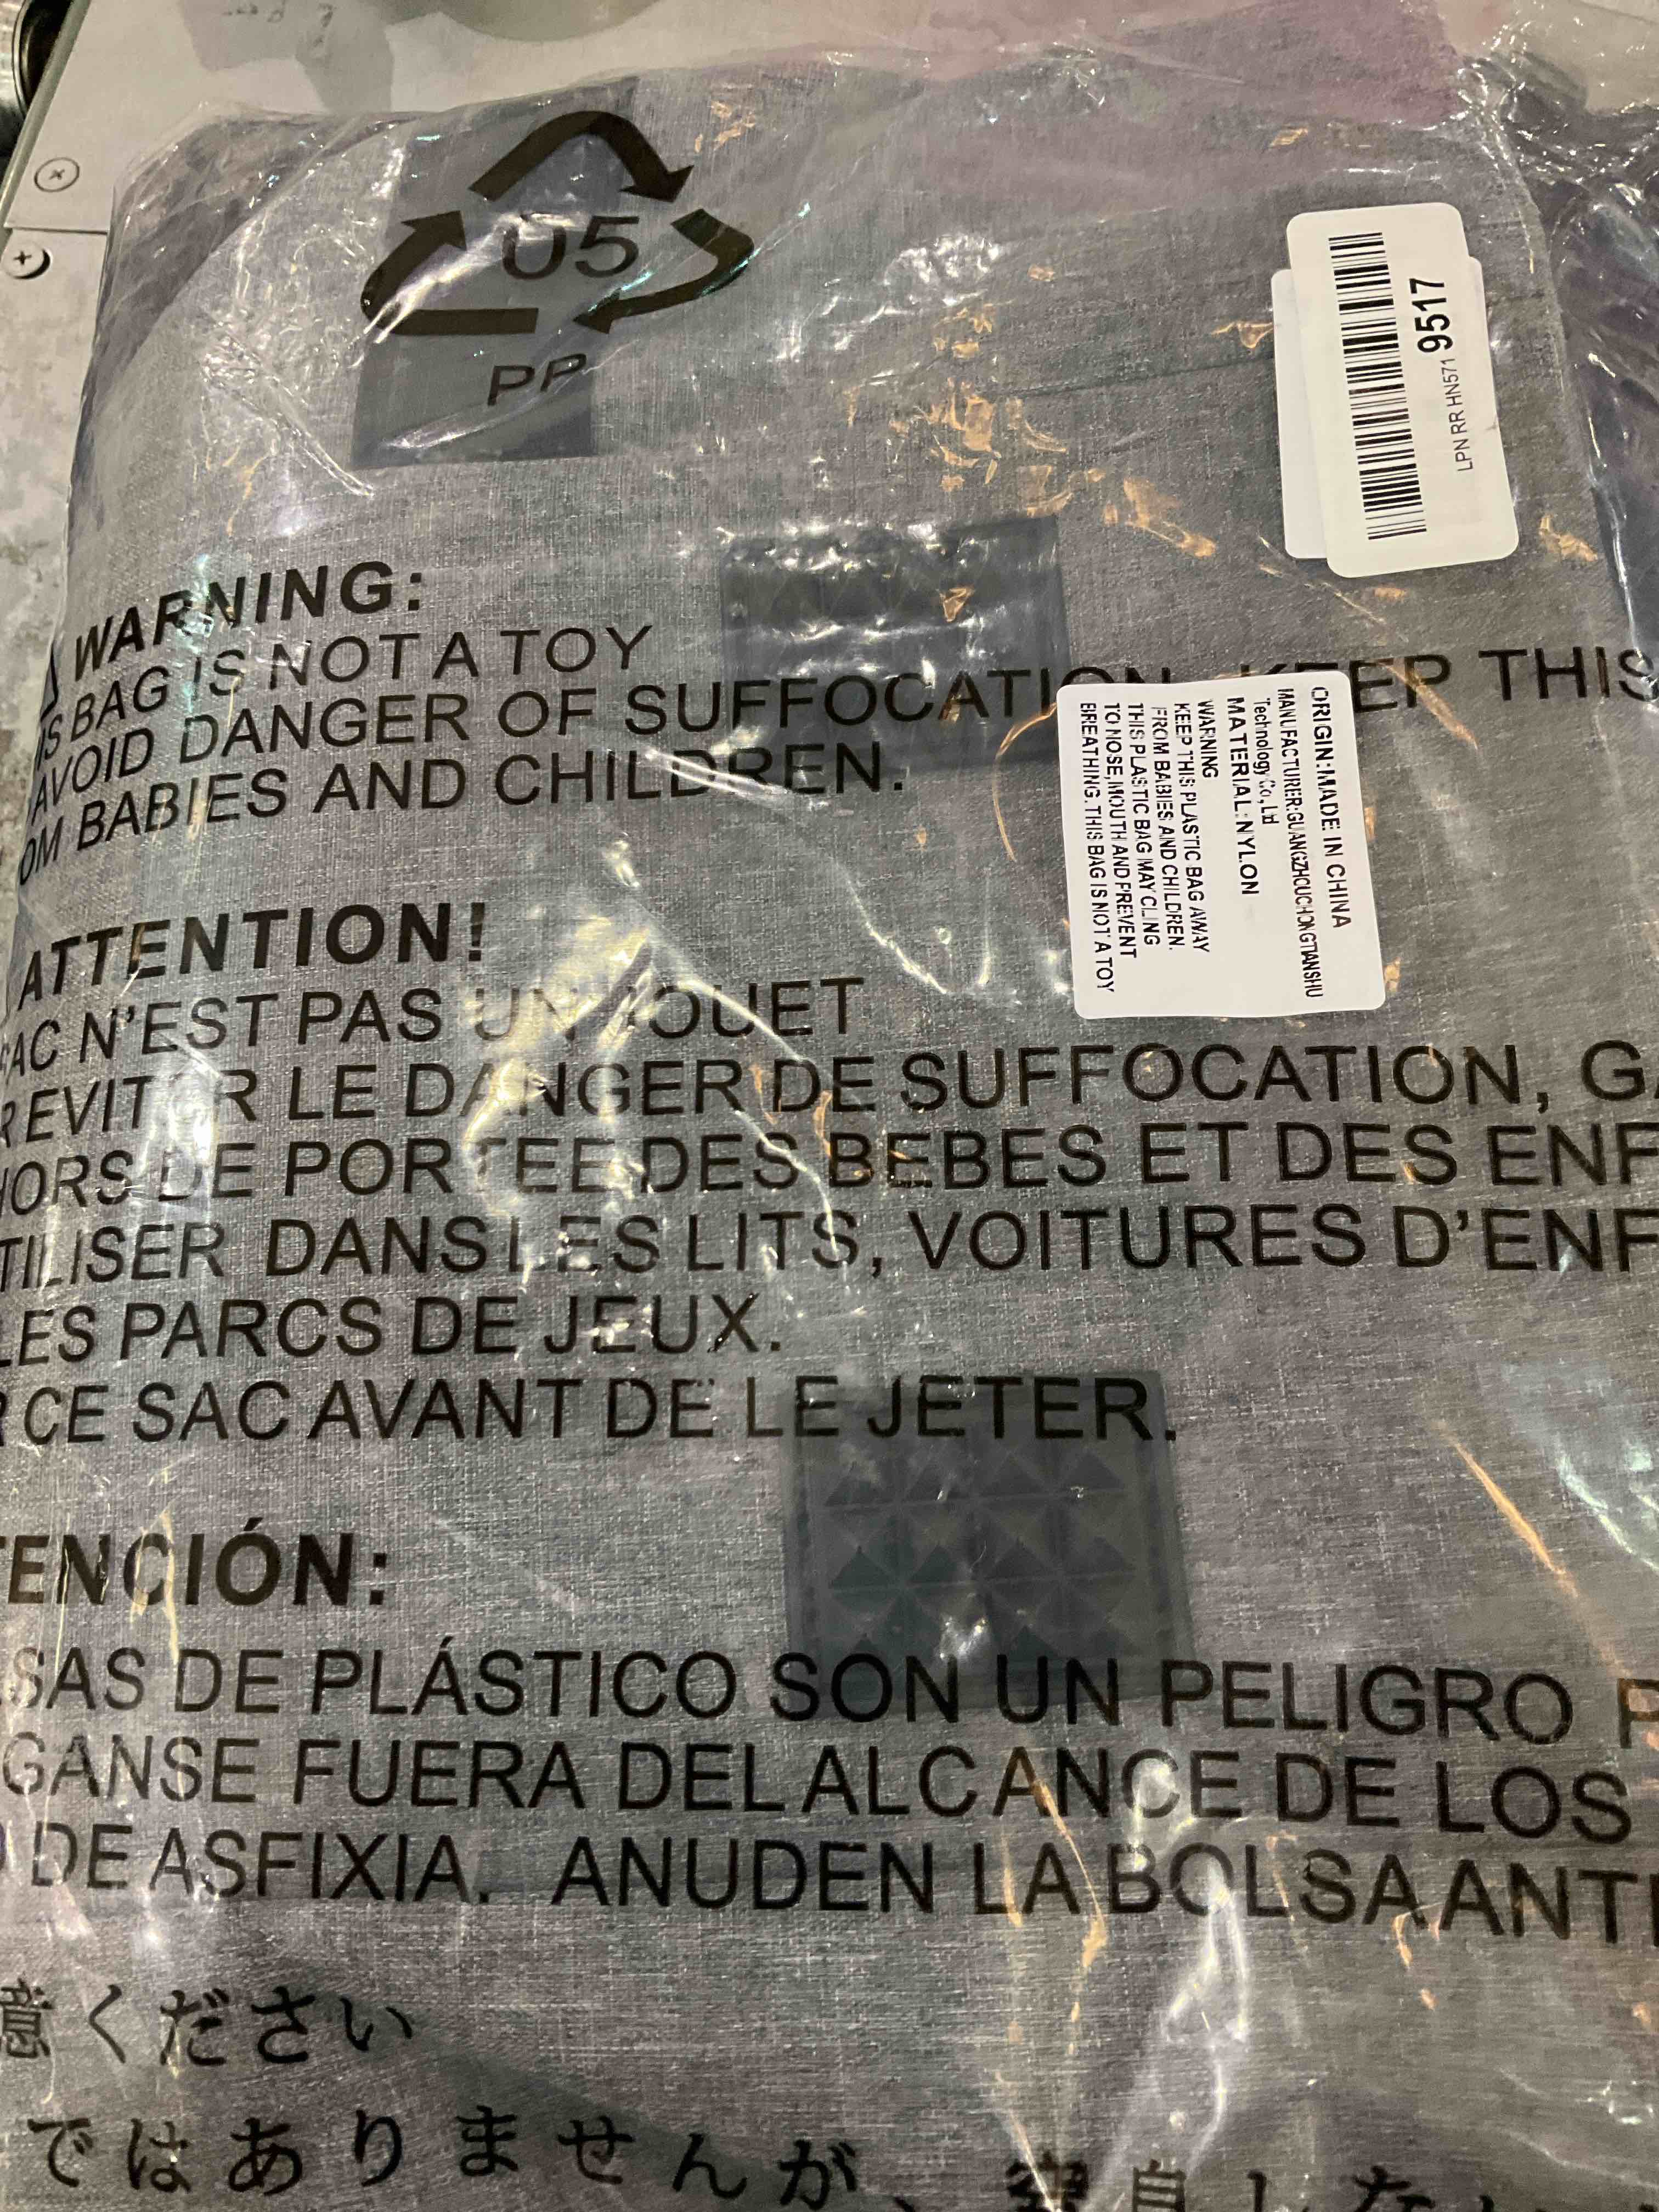 05
PP
9517
LPN RR HN571
WARNING:
BAG IS NOT A TOY
AVOID DANGER OF SUFFOCATION, KEEP THIS
BABIES AND CHILDREN.
ORIGIN:MADE IN CHINA
MANUFACTURER:GUANGZHOUCHONGTIANSHU
Technology Co,Ltd
MATERIAL:NYLON
WARNING
KEEP THIS PLASTIC BAG AWAY
FROM BABIES AND CHILDREN.
THIS PLASTIC BAG MAY CLING
TO NOSE,MOUTH AND PREVENT
BREATHING.THIS BAG IS NOT A TOY
ATTENTION!
SAC N'EST PAS UN JOUET
EVITER LE DANGER DE SUFFOCATION,
HORS DE PORTEE DES BEBES ET DES ENF
TILISER DANS LES LITS, VOITURES D'ENF
LES PARCS DE JEUX.
CE SAC AVANT DE LE JETER.
ENCIÓN:
SAS DE PLÁSTICO SON UN PELIGRO
GANSE FUERA DEL ALCANCE DE LOS
DE ASFIXIA. ANUDEN LA BOLSA ANT
意ください
ではありませんが、